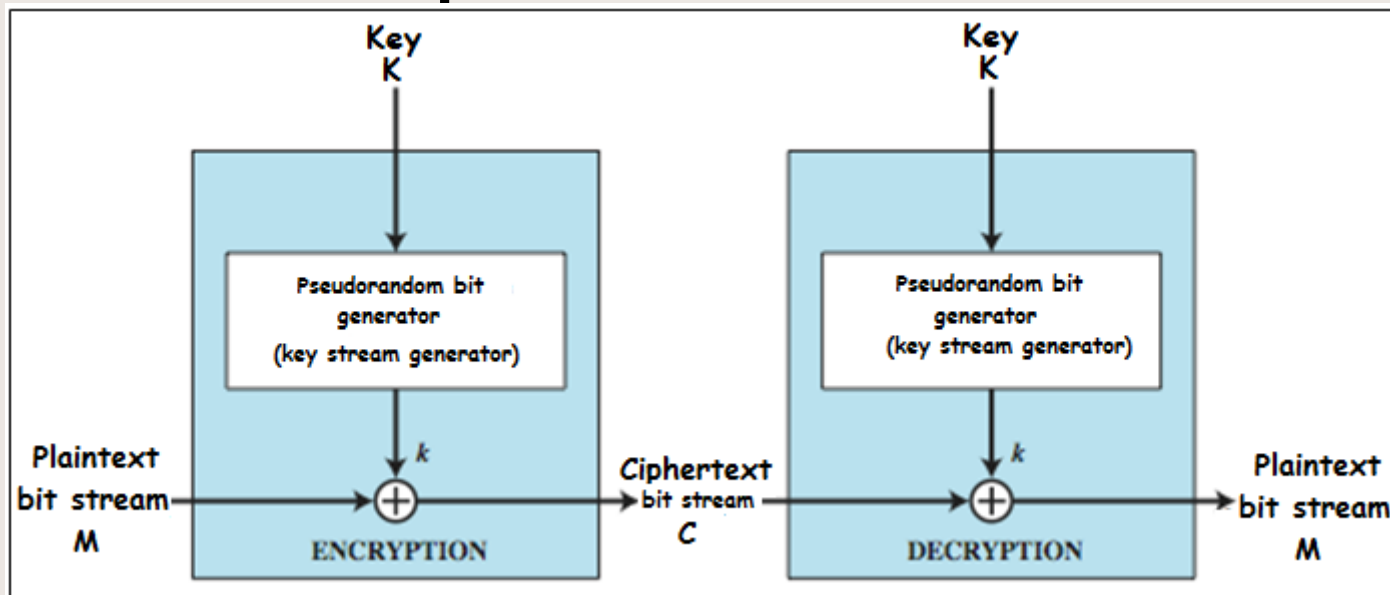 Key
K
Key
K
Pseudorandom bit
generator
(key stream generator)
Pseudorandom bit
generator
(key stream generator)
k
k
Plaintext
bit stream
M
Ciphertext
bit stream
C
Plaintext
bit stream
M
ENCRYPTION
DECRYPTION